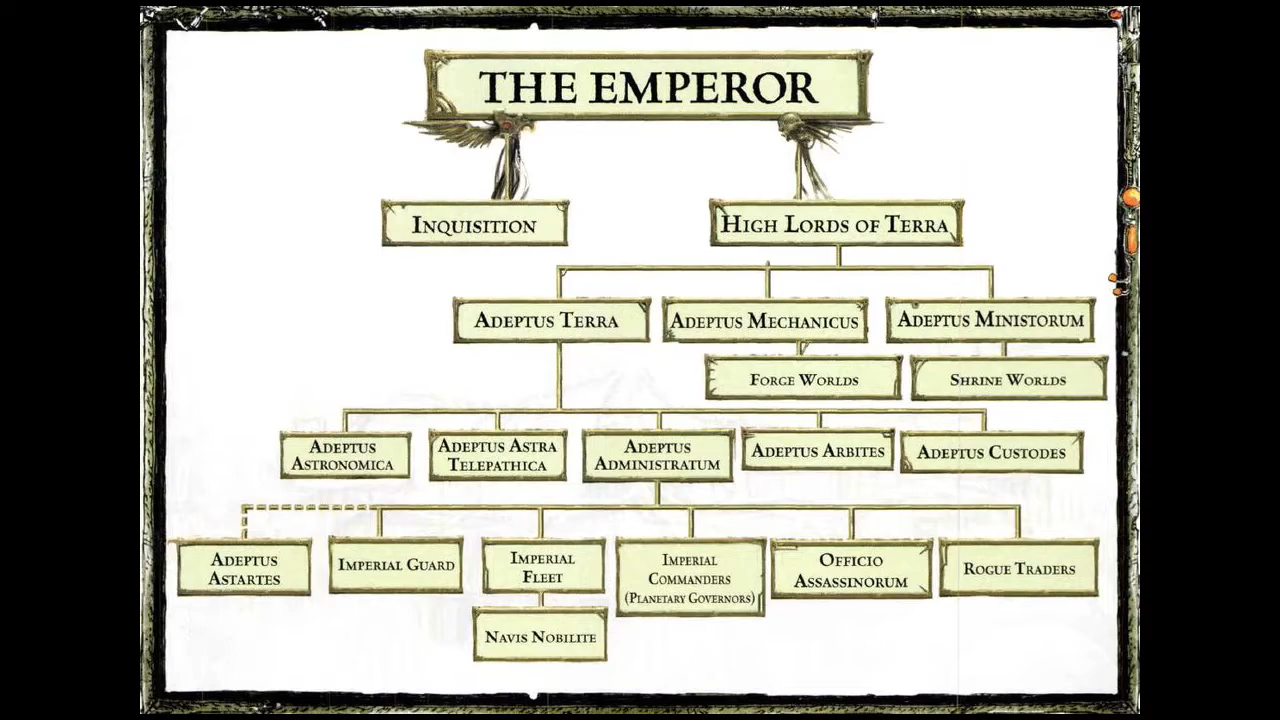 THE EMPEROR
INQUISITION
HIGH LORDS OF TERRA
ADEPTUS TERRA
ADEPTUS MECHANICUS
ADEPTUS MINISTORUM
FORGE WORLDS
SHRINE WORLDS
ADEPTUS
ASTRONOMICA
ADEPTUS ASTRA
TELEPATHICA
ADEPTUS
ADMINISTRATUM
ADEPTUS ARBITES
ADEPTUS CUSTODES
ADEPTUS
ASTARTES
IMPERIAL GUARD
IMPERIAL
FLEET
IMPERIAL
COMMANDERS
(PLANETARY GOVERNORS)
OFFICIO
ASSASSINORUM
ROGUE TRADERS
NAVIS NOBILITE